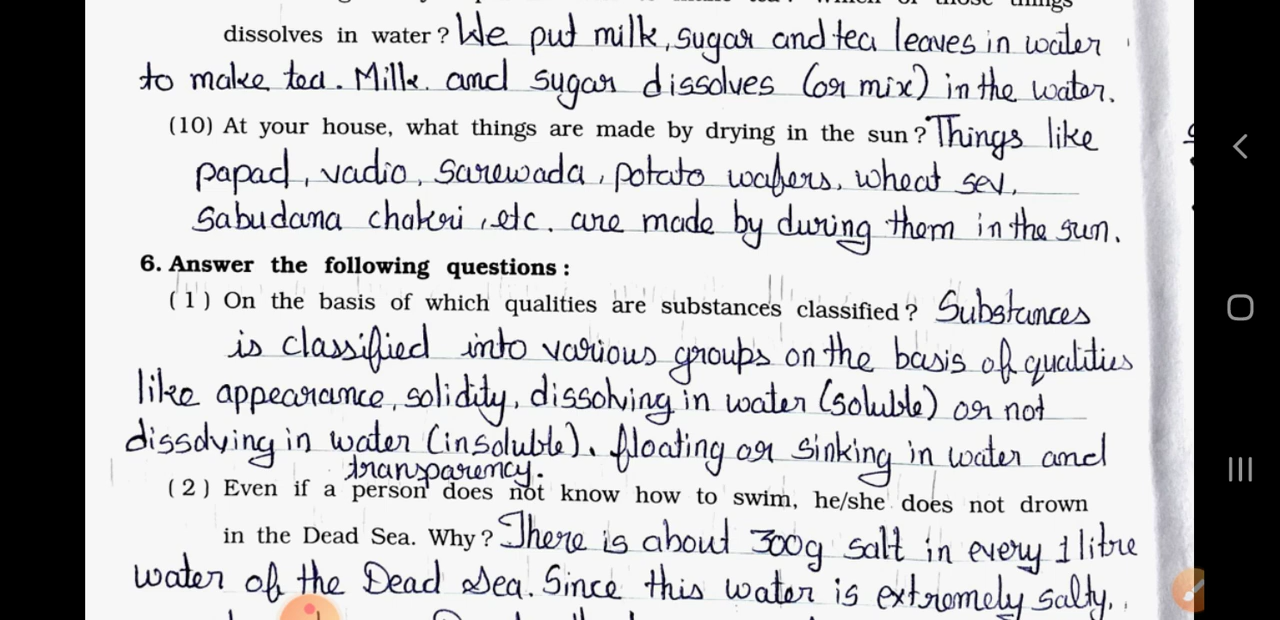 dissolves in water? We put milk, sugar and tea leaves in water
to make tea. Milk. and sugar dissolves (or mix) in the water.
(10) At your house, what things are made by drying in the sun? Things like
papad, vadio, sarewada, potato wafers, wheat sev,
sabudana chakri, etc. are made by during them in the sun.
6. Answer the following questions:
(1) On the basis of which qualities are substances classified? Substances
is classified into various groups on the basis of qualities
like appearance, solidity, dissolving in water (soluble) or not
dissolving in water (insoluble), floating or sinking in water and
transparency.
(2) Even if a person does not know how to swim, he/she does not drown
in the Dead Sea. Why? There is about 300g salt in every 1 litre
water of the Dead Sea. Since this water is extremely salty,